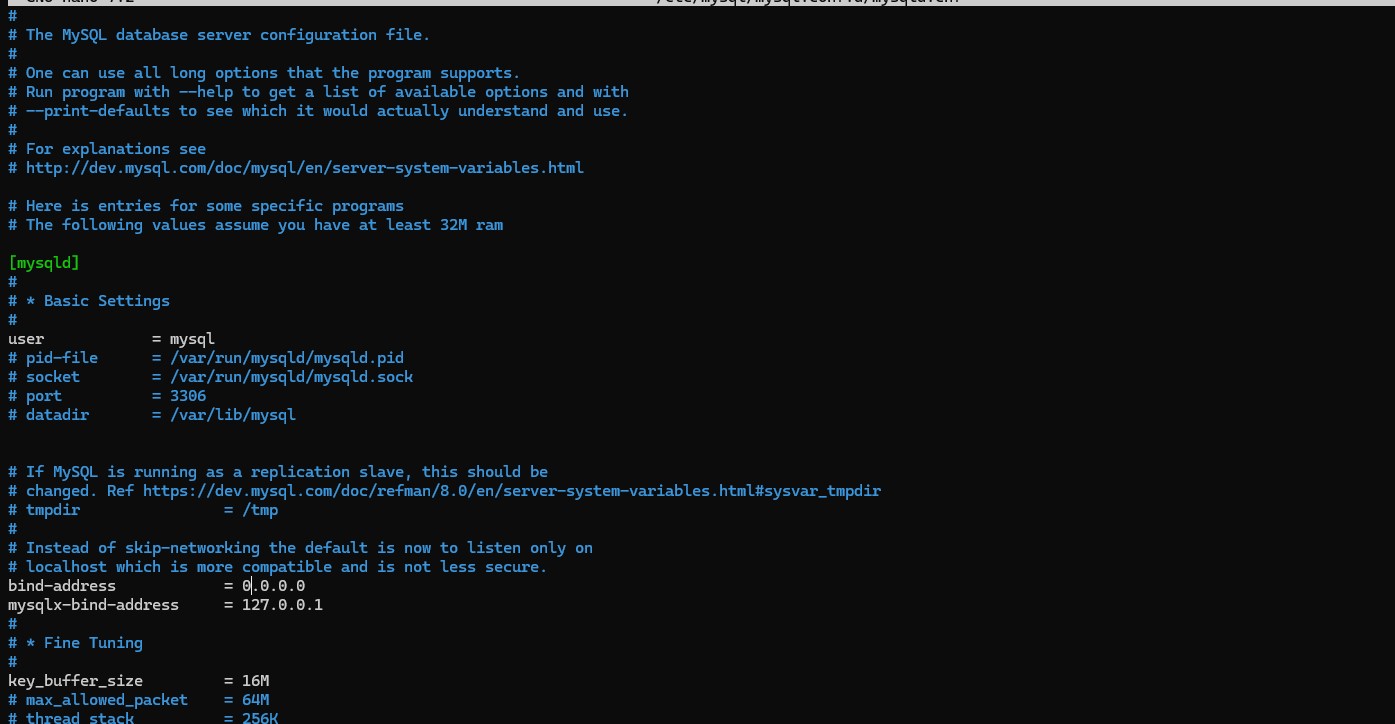 #
# The MySQL database server configuration file.
#
# One can use all long options that the program supports.
# Run program with --help to get a list of available options and with
# --print-defaults to see which it would actually understand and use.
#
# For explanations see
# http://dev.mysql.com/doc/mysql/en/server-system-variables.html
# Here is entries for some specific programs
# The following values assume you have at least 32M ram
[mysqld]
#
# * Basic Settings
#
user = mysql
# pid-file = /var/run/mysqld/mysqld.pid
# socket = /var/run/mysqld/mysqld.sock
# port = 3306
# datadir = /var/lib/mysql
# If MySQL is running as a replication slave, this should be
# changed. Ref https://dev.mysql.com/doc/refman/8.0/en/server-system-variables.html#sysvar_tmpdir
# tmpdir = /tmp
#
# Instead of skip-networking the default is now to listen only on
# localhost which is more compatible and is not less secure.
bind-address = 0.0.0.0
mysqlx-bind-address = 127.0.0.1
#
# * Fine Tuning
#
key_buffer_size = 16M
# max_allowed_packet = 64M
# thread_stack = 256K